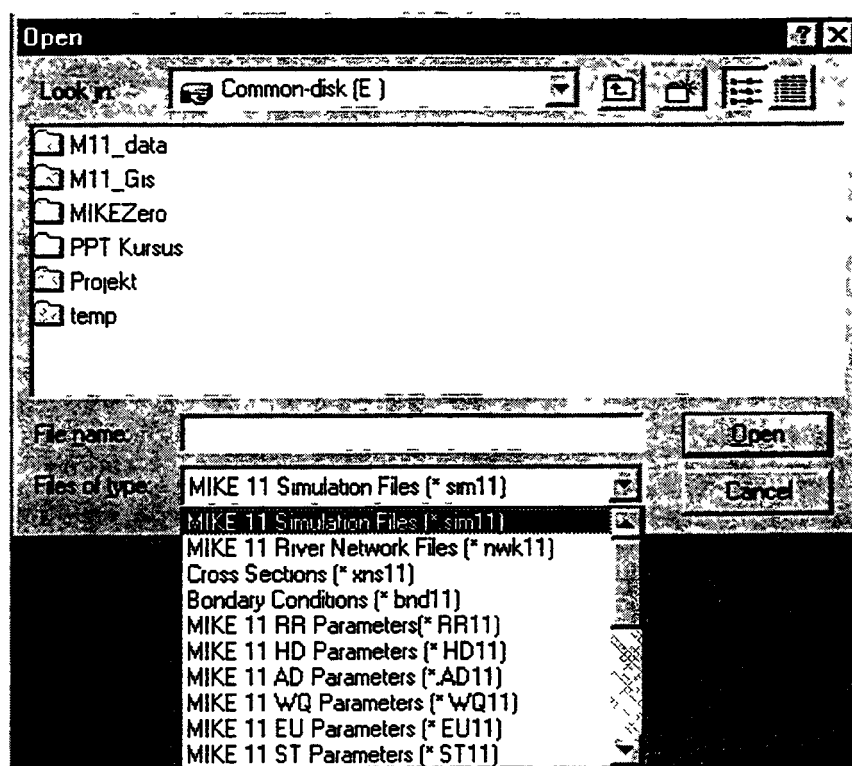 Open
Look in:
Common-disk (E )
M11_data
M11_Gis
MIKEZero
PPT Kursus
Projekt
temp
File name:
Open
Files of type:
MIKE 11 Simulation Files (* sim11)
Cancel
MIKE 11 Simulation Files (* sim11)
MIKE 11 River Network Files (* nwk11)
Cross Sections (* xns11)
Bondary Conditions (* bnd11)
MIKE 11 RR Parameters(* RR11)
MIKE 11 HD Parameters (* HD11)
MIKE 11 AD Parameters (*.AD11)
MIKE 11 WQ Parameters (* WQ11)
MIKE 11 EU Parameters (* EU11)
MIKE 11 ST Parameters (* ST11)